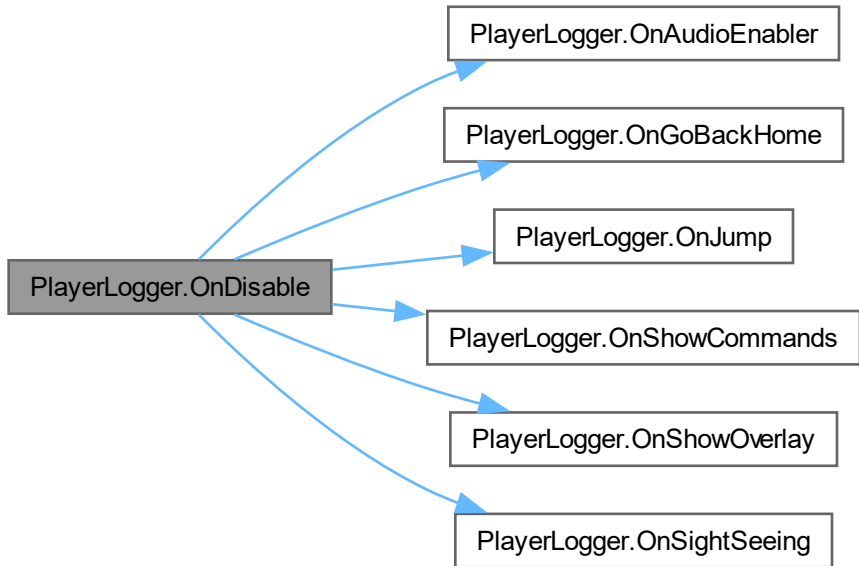 PlayerLogger.OnAudioEnabler
PlayerLogger.OnGoBackHome
PlayerLogger.OnJump
PlayerLogger.OnDisable
PlayerLogger.OnShowCommands
PlayerLogger.OnShowOverlay
PlayerLogger.OnSightSeeing